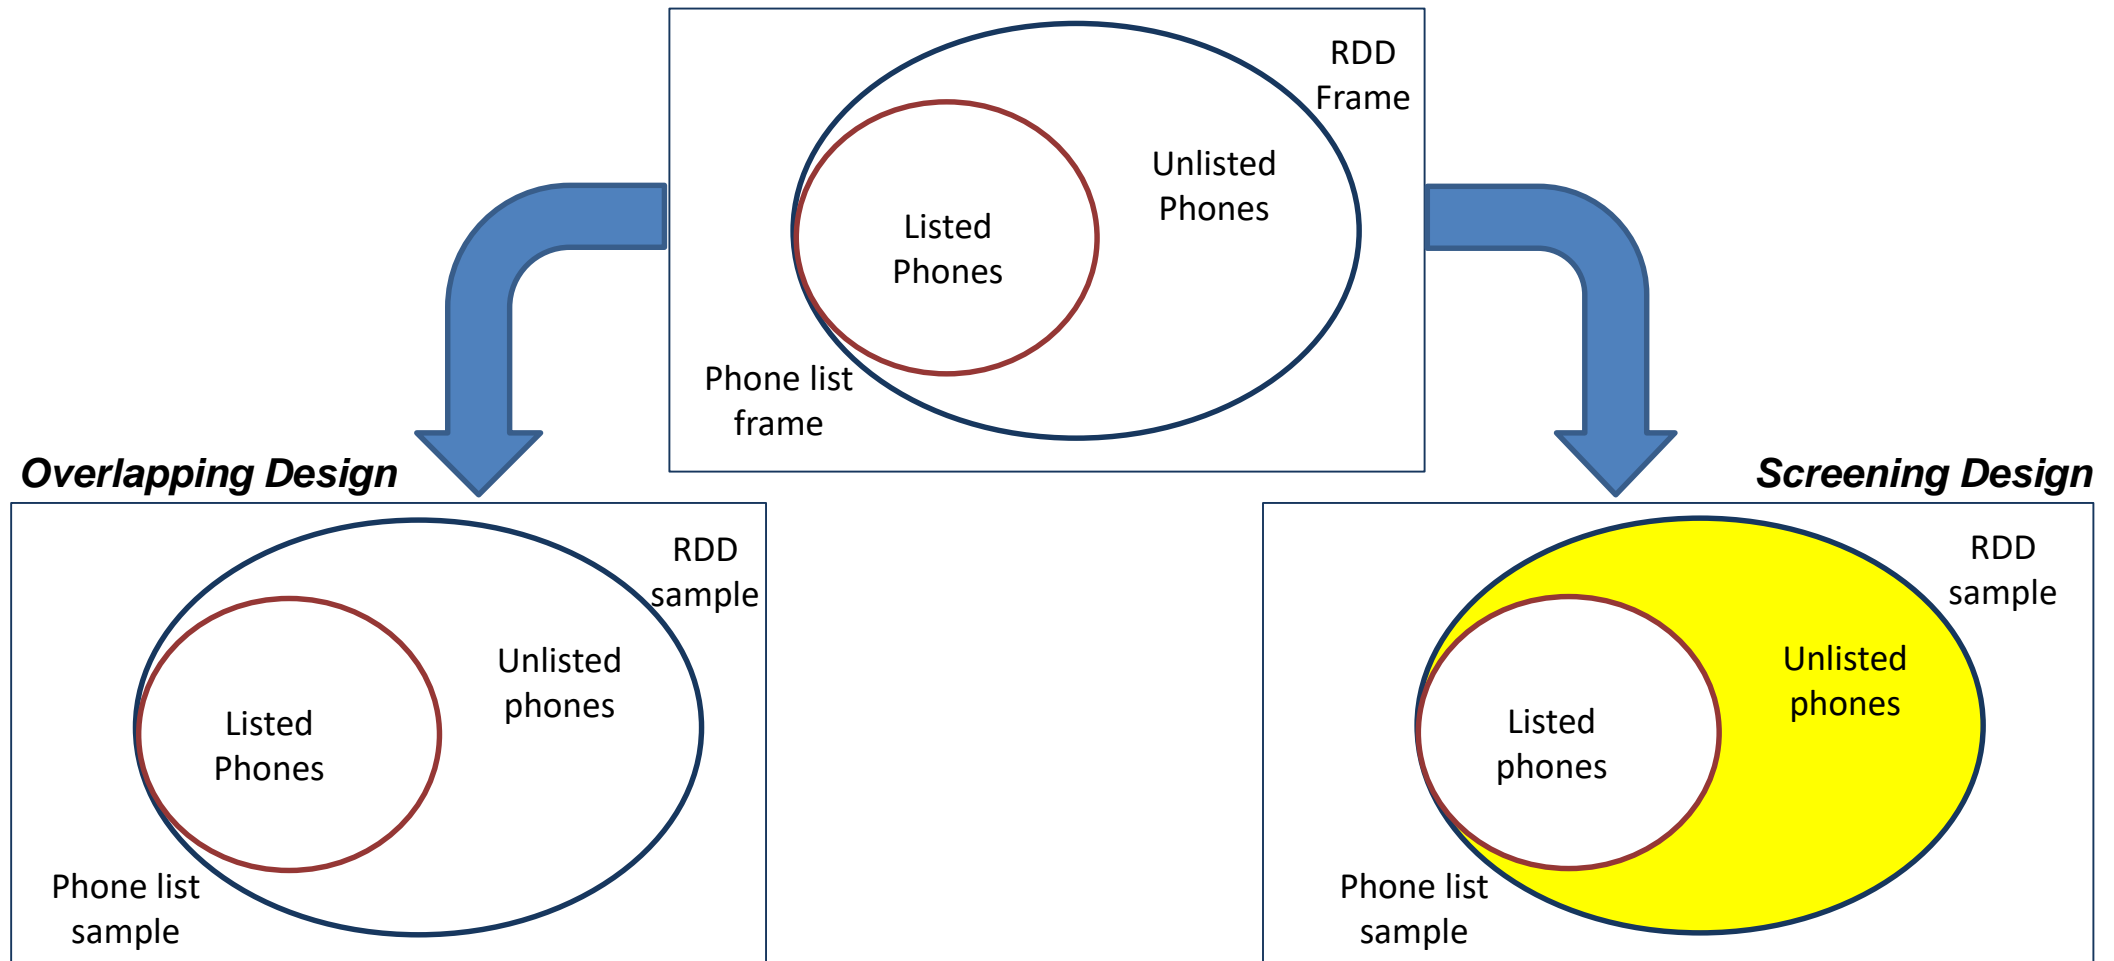 RDD
Frame
Unlisted
Phones
Listed
Phones
Phone list
frame
Overlapping Design
RDD
sample
Unlisted
phones
Listed
Phones
Phone list
sample
Screening Design
RDD
sample
Unlisted
phones
Listed
phones
Phone list
sample